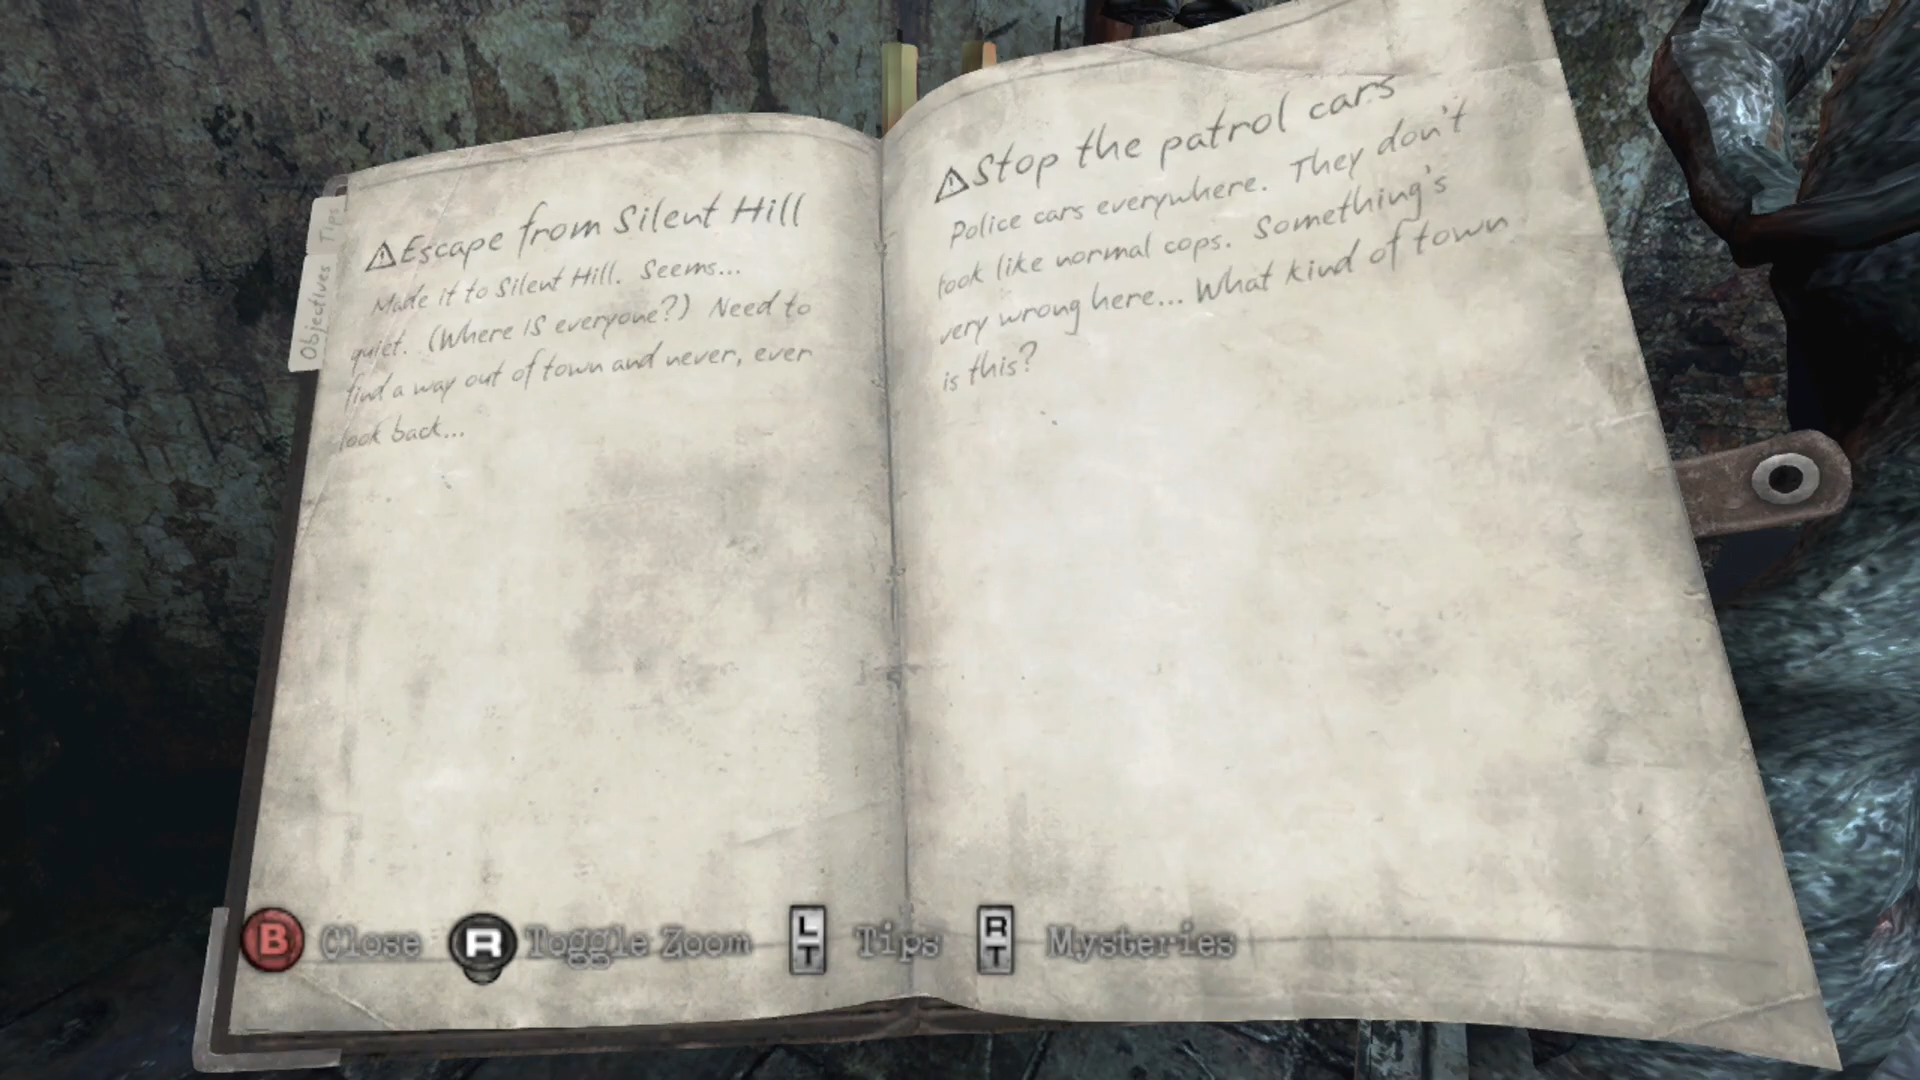 Tips
Objectives
Escape from Silent Hill
Made it to Silent Hill. Seems...
quiet. (Where IS everyone?) Need to
find a way out of town and never, ever
look back...
Stop the patrol cars
Police cars everywhere. They don't
look like normal cops. Something's
very wrong here... What kind of town
is this?
B Close R Toggle Zoom LT Tips RT Mysteries